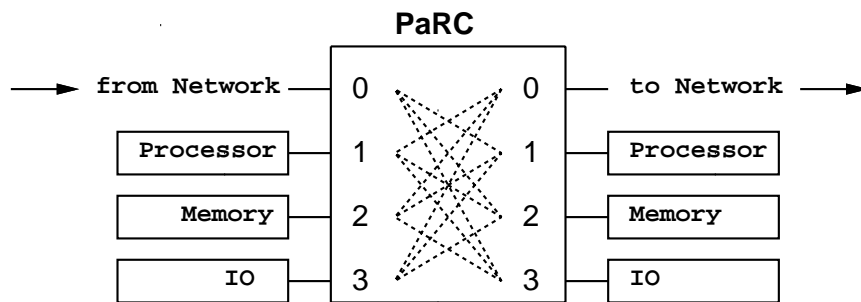 PaRC
from Network 0 0 to Network
Processor 1 1 Processor
Memory 2 2 Memory
IO 3 3 IO